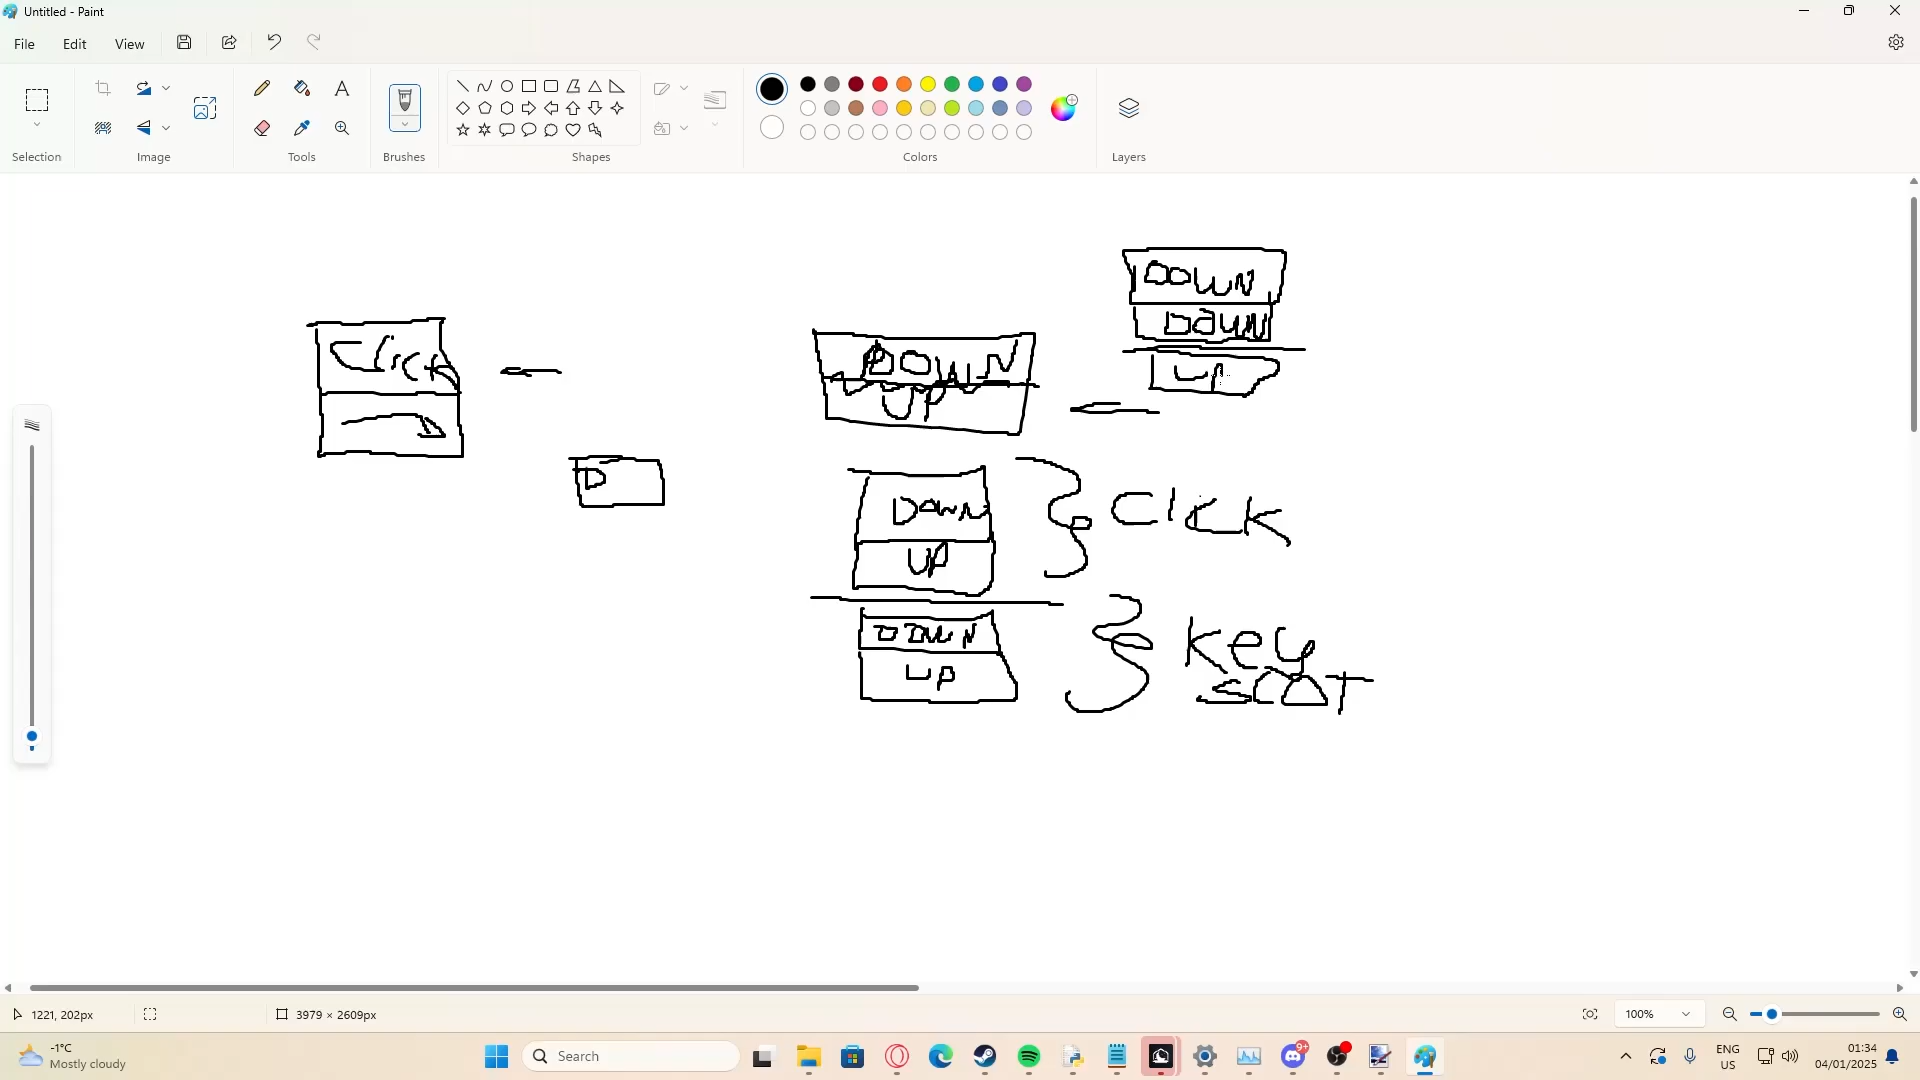 Untitled - Paint
File
Edit
View
Selection
Image
Tools
Brushes
Shapes
Colors
Layers
DOWN
DOWN
UP
Click
DOWN
UP
D
DOWN
UP
Click
DOWN
UP
Key
1221, 202px
3979 × 2609px
100%
-1°C
Mostly cloudy
Search
9+
ENG
US
01:34
04/01/2025